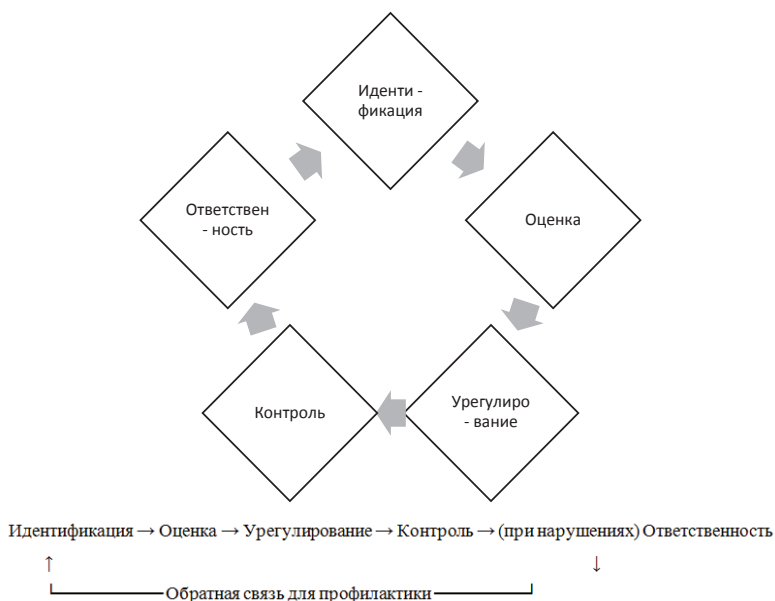 Иденти -
фикация
Ответствен
- ность
Оценка
Контроль
Урегулиро
- вание
Идентификация → Оценка → Урегулирование → Контроль → (при нарушениях) Ответственность
↑ ↓
Обратная связь для профилактики